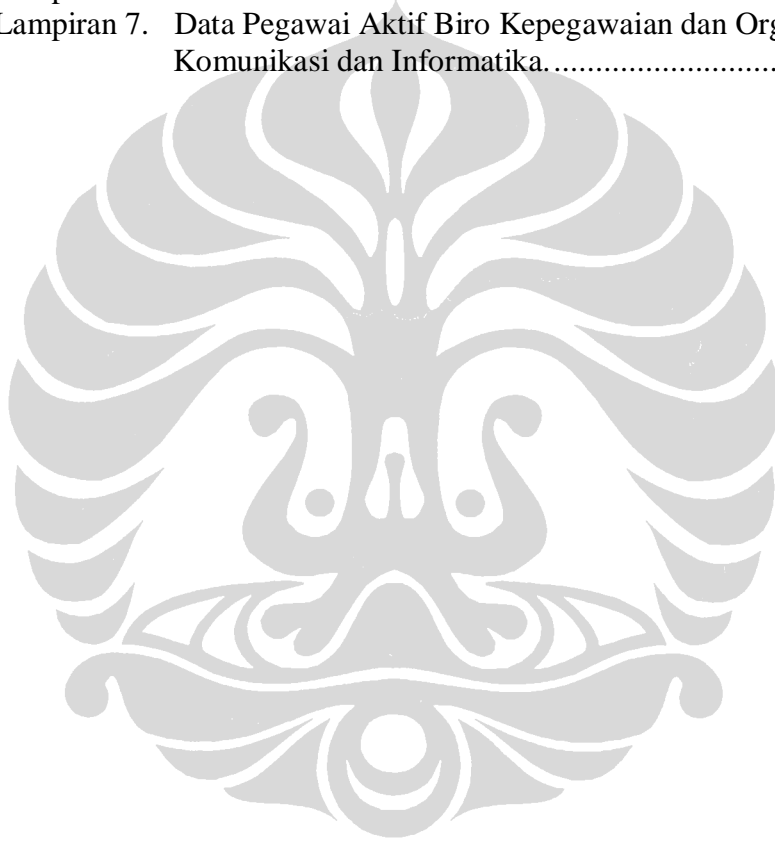 Lampiran 7. Data Pegawai Aktif Biro Kepegawaian dan Org
Komunikasi dan Informatika. ...........................